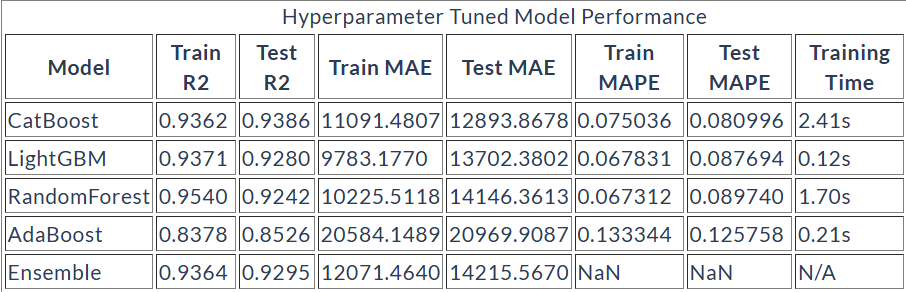 Hyperparameter Tuned Model Performance
Model Train R2 Test R2 Train MAE Test MAE Train MAPE Test MAPE Training Time
CatBoost 0.9362 0.9386 11091.4807 12893.8678 0.075036 0.080996 2.41s
LightGBM 0.9371 0.9280 9783.1770 13702.3802 0.067831 0.087694 0.12s
RandomForest 0.9540 0.9242 10225.5118 14146.3613 0.067312 0.089740 1.70s
AdaBoost 0.8378 0.8526 20584.1489 20969.9087 0.133344 0.125758 0.21s
Ensemble 0.9364 0.9295 12071.4640 14215.5670 NaN NaN N/A